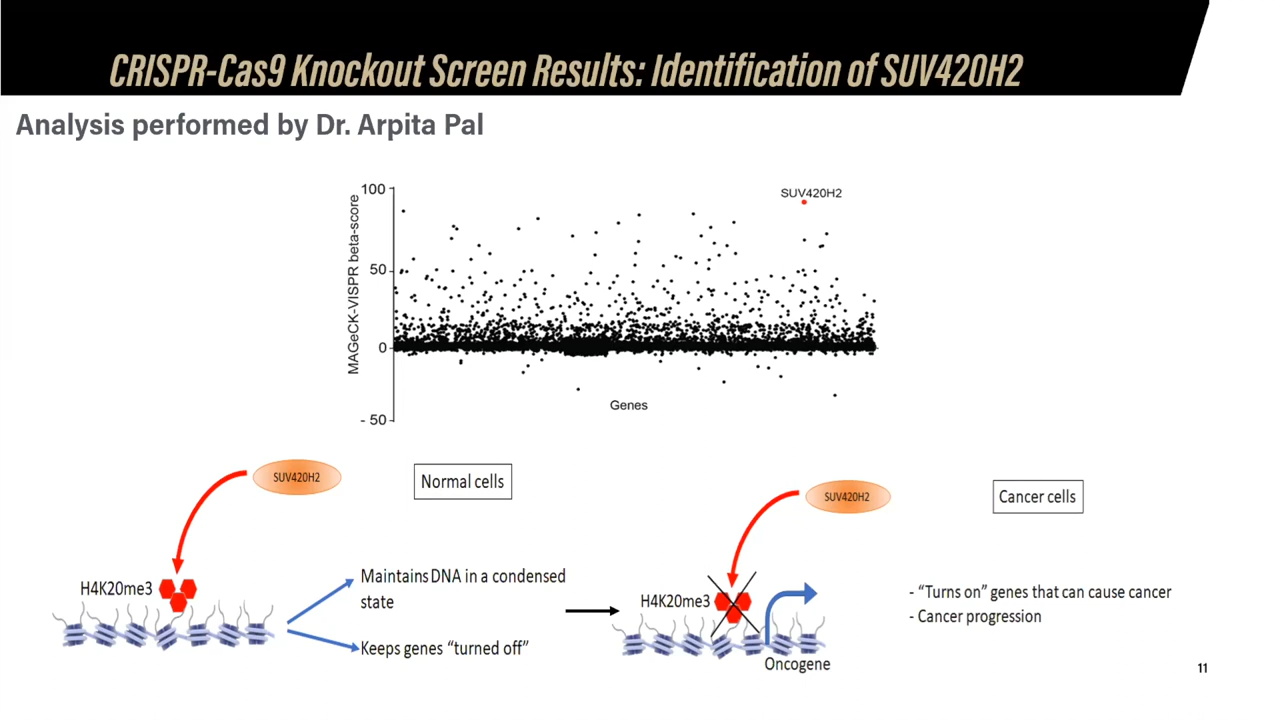 CRISPR-Cas9 Knockout Screen Results: Identification of SUV420H2
Analysis performed by Dr. Arpita Pal
MAGeCK-VISPR beta-score
100
50
0
- 50
SUV420H2
Genes
SUV420H2
Normal cells
H4K20me3
Maintains DNA in a condensed
state
Keeps genes “turned off”
SUV420H2
Cancer cells
H4K20me3
Oncogene
- “Turns on” genes that can cause cancer
- Cancer progression
11